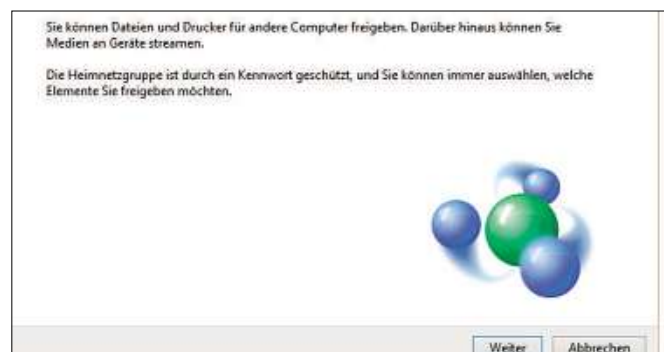 Sie können Dateien und Drucker für andere Computer freigeben. Darüber hinaus können Sie
Medien an Geräte streamen.
Die Heimnetzgruppe ist durch ein Kennwort geschützt, und Sie können immer auswählen, welche
Elemente Sie freigeben möchten.
Weiter Abbrechen